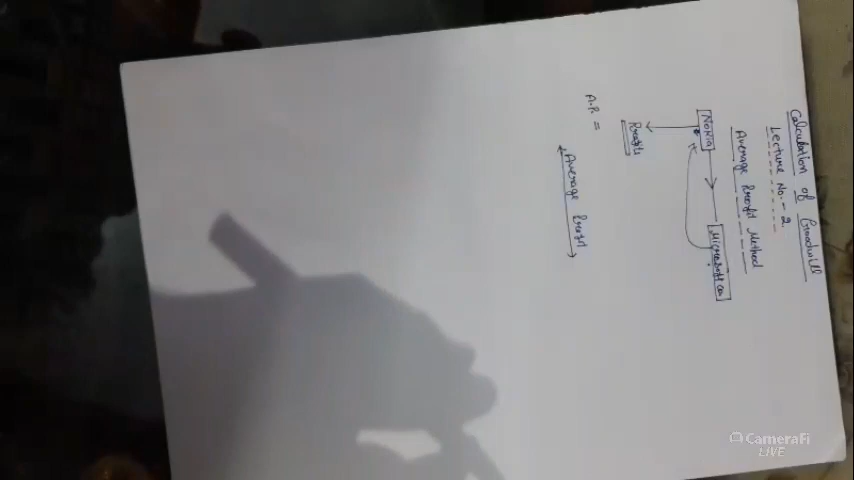 Calculation of Goodwill
Lecture No. - 2.
Average Profit Method
Nokia
Microsoft co
Profits
A.P. =
Average Profit
CameraFi
LIVE